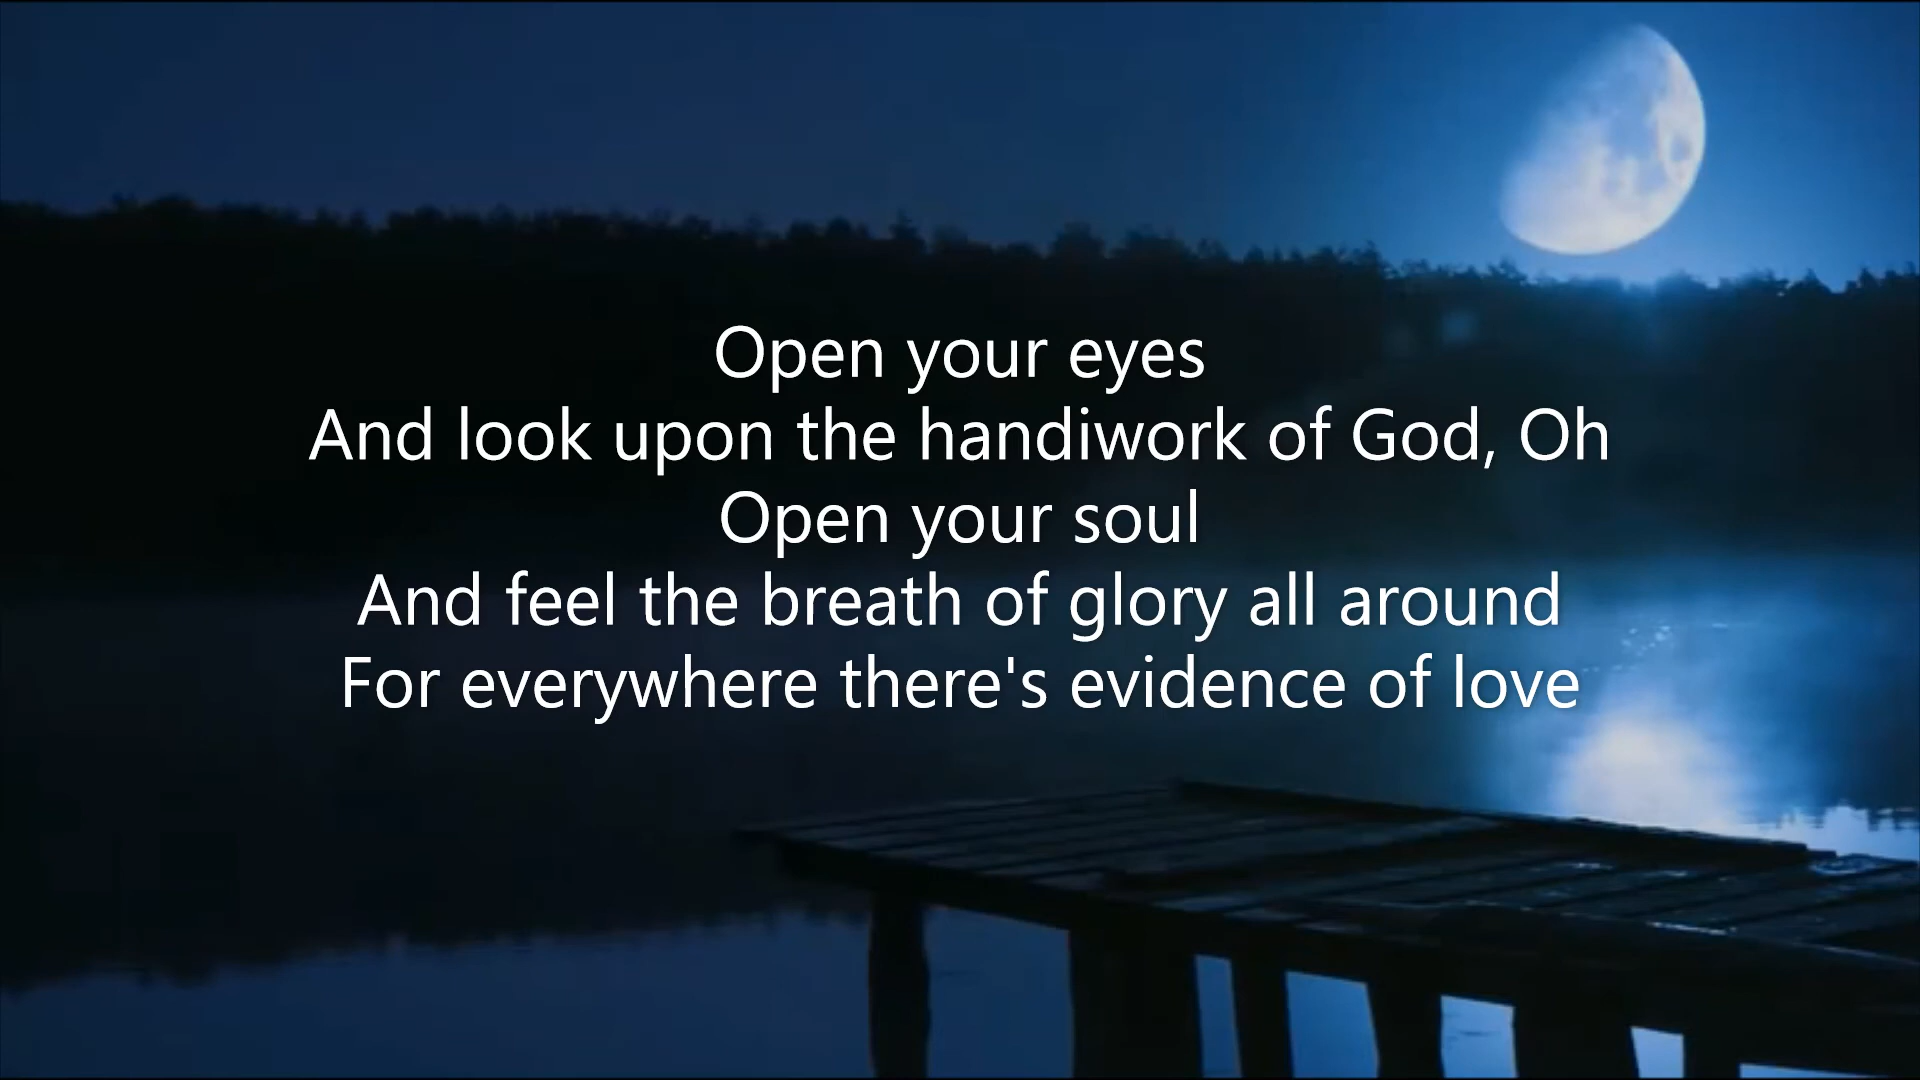 Open your eyes
And look upon the handiwork of God, Oh
Open your soul
And feel the breath of glory all around
For everywhere there's evidence of love